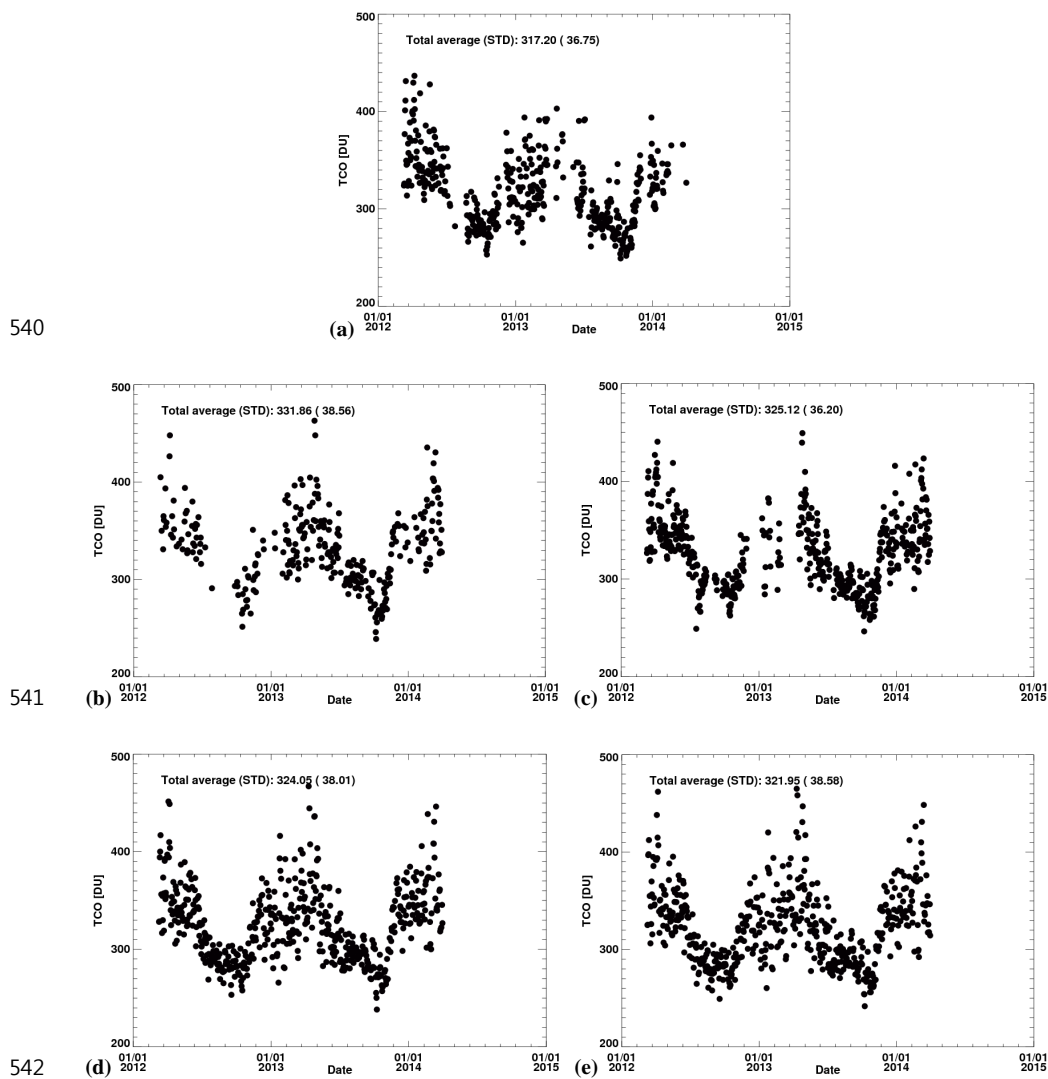 500
Total average (STD): 317.20 ( 36.75)
400
TCO [DU]
300
200
01/01 01/01 01/01 01/01
2012 2013 2014 2015
Date
540 (a)
500 500
Total average (STD): 331.86 ( 38.56) Total average (STD): 325.12 ( 36.20)
400 400
TCO [DU] TCO [DU]
300 300
200 200
01/01 01/01 01/01 01/01 01/01 01/01 01/01 01/01
2012 2013 2014 2015 2012 2013 2014 2015
Date Date
541 (b) (c)
500 500
Total average (STD): 324.05 ( 38.01) Total average (STD): 321.95 ( 38.58)
400 400
TCO [DU] TCO [DU]
300 300
200 200
01/01 01/01 01/01 01/01 01/01 01/01 01/01 01/01
2012 2013 2014 2015 2012 2013 2014 2015
Date Date
542 (d) (e)